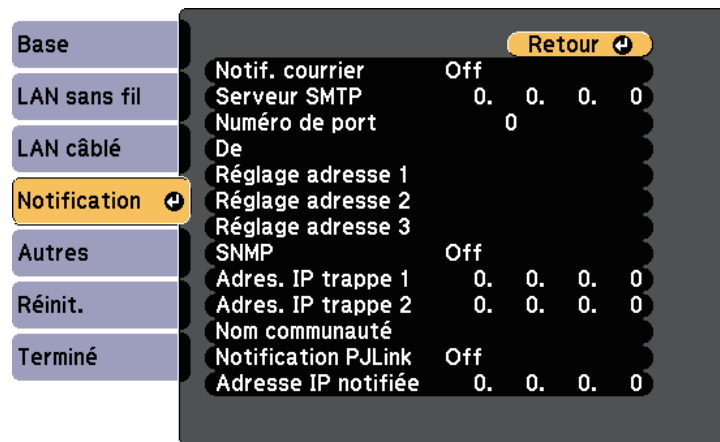 Base
LAN sans fil
LAN câblé
Notification
Autres
Réinit.
Terminé
Retour
Notif. courrier Off
Serveur SMTP 0. 0. 0. 0
Numéro de port 0
De
Réglage adresse 1
Réglage adresse 2
Réglage adresse 3
SNMP Off
Adres. IP trappe 1 0. 0. 0. 0
Adres. IP trappe 2 0. 0. 0. 0
Nom communauté
Notification PJLink Off
Adresse IP notifiée 0. 0. 0. 0